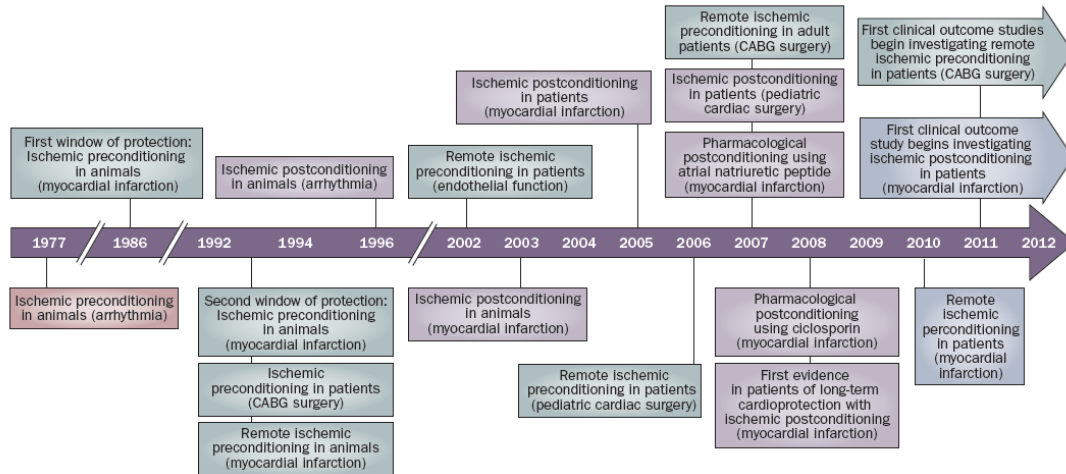 Remote ischemic
preconditioning in adult
patients (CABG surgery)
First clinical outcome studies
begin investigating remote
ischemic preconditioning
in patients (CABG surgery)
Ischemic postconditioning
in patients
(myocardial infarction)
Ischemic postconditioning
in patients (pediatric
cardiac surgery)
First window of protection:
Ischemic preconditioning
in animals
(myocardial infarction)
Ischemic postconditioning
in animals (arrhythmia)
Remote ischemic
preconditioning in patients
(endothelial function)
Pharmacological
postconditioning using
atrial natriuretic peptide
(myocardial infarction)
First clinical outcome
study begins investigating
ischemic postconditioning
in patients
(myocardial infarction)
1977 1986 1992 1994 1996 2002 2003 2004 2005 2006 2007 2008 2009 2010 2011 2012
Ischemic preconditioning
in animals (arrhythmia)
Second window of protection:
Ischemic preconditioning
in animals
(myocardial infarction)
Ischemic postconditioning
in animals
(myocardial infarction)
Pharmacological
postconditioning
using ciclosporin
(myocardial infarction)
Remote
ischemic
perconditioning
in patients
(myocardial
infarction)
Ischemic
preconditioning in patients
(CABG surgery)
Remote ischemic
preconditioning in patients
(pediatric cardiac surgery)
First evidence
in patients of long-term
cardioprotection with
ischemic postconditioning
(myocardial infarction)
Remote ischemic
preconditioning in animals
(myocardial infarction)